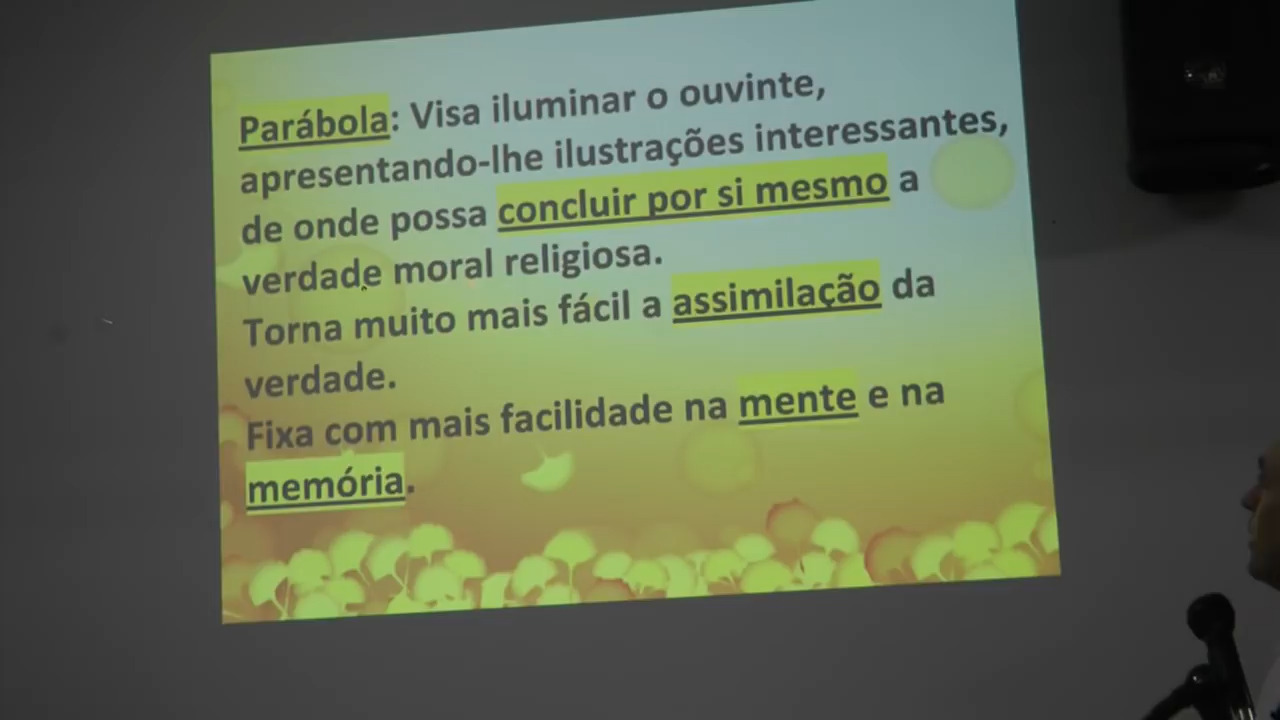 Parábola: Visa iluminar o ouvinte,
apresentando-lhe ilustrações interessantes,
de onde possa concluir por si mesmo a
verdade moral religiosa.
Torna muito mais fácil a assimilação da
verdade.
Fixa com mais facilidade na mente e na
memória.